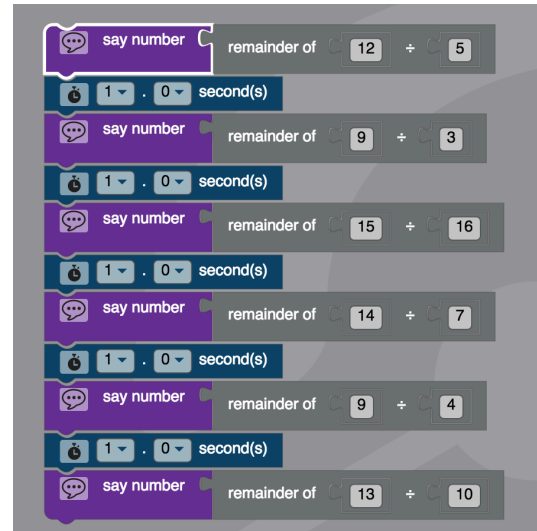 say number remainder of 12 ÷ 5
1 . 0 second(s)
say number remainder of 9 ÷ 3
1 . 0 second(s)
say number remainder of 15 ÷ 16
1 . 0 second(s)
say number remainder of 14 ÷ 7
1 . 0 second(s)
say number remainder of 9 ÷ 4
1 . 0 second(s)
say number remainder of 13 ÷ 10